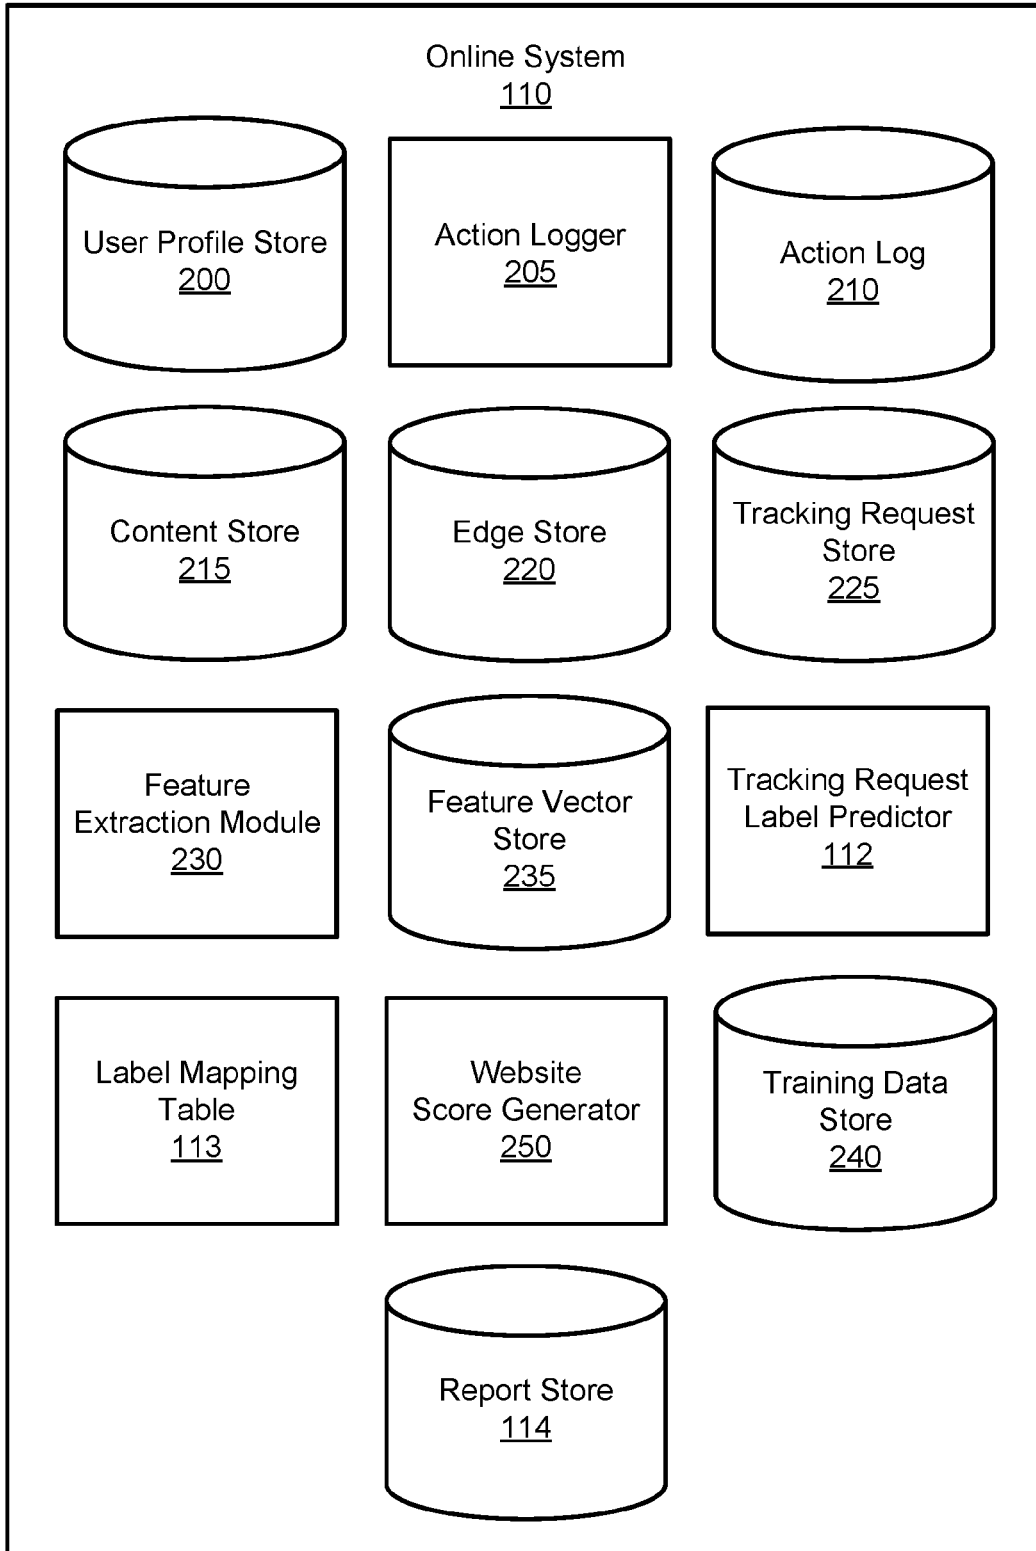 Online System
110
User Profile Store
200
Action Logger
205
Action Log
210
Content Store
215
Edge Store
220
Tracking Request
Store
225
Feature
Extraction Module
230
Feature Vector
Store
235
Tracking Request
Label Predictor
112
Label Mapping
Table
113
Website
Score Generator
250
Training Data
Store
240
Report Store
114